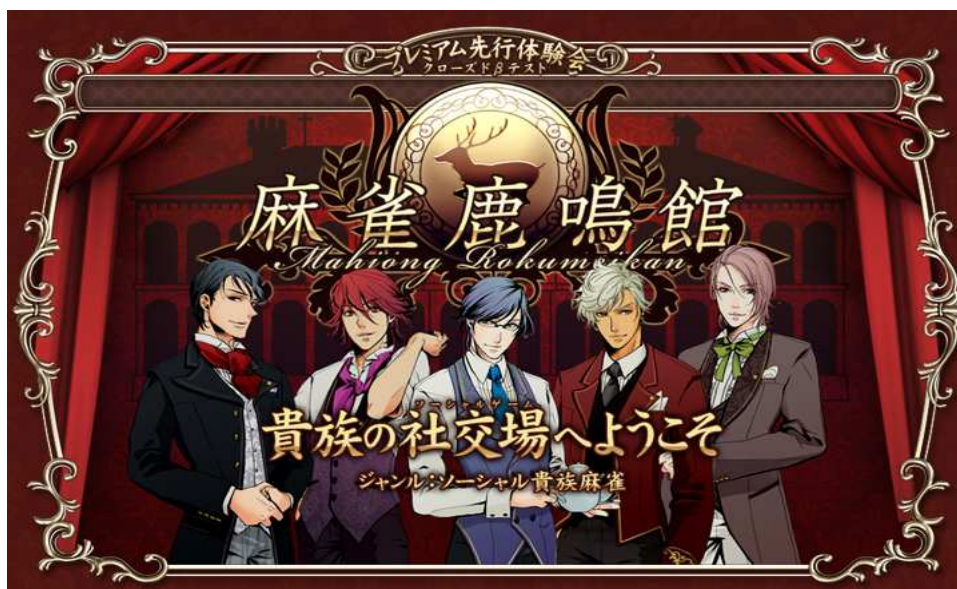 プレミアム先行体験会
クローズドβテスト
麻雀鹿鳴館
Mahjong Rokumeikan
ソーシャルゲーム
貴族の社交場へようこそ
ジャンル:ソーシャル貴族麻雀